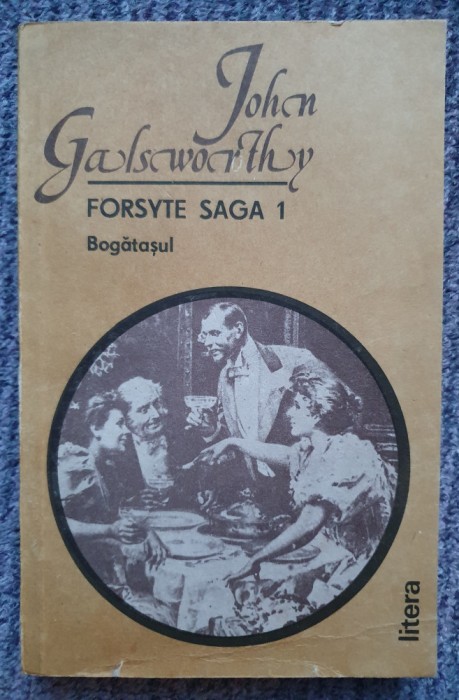 John
Galsworthy
FORSYTE SAGA 1
Bogătașul
litera